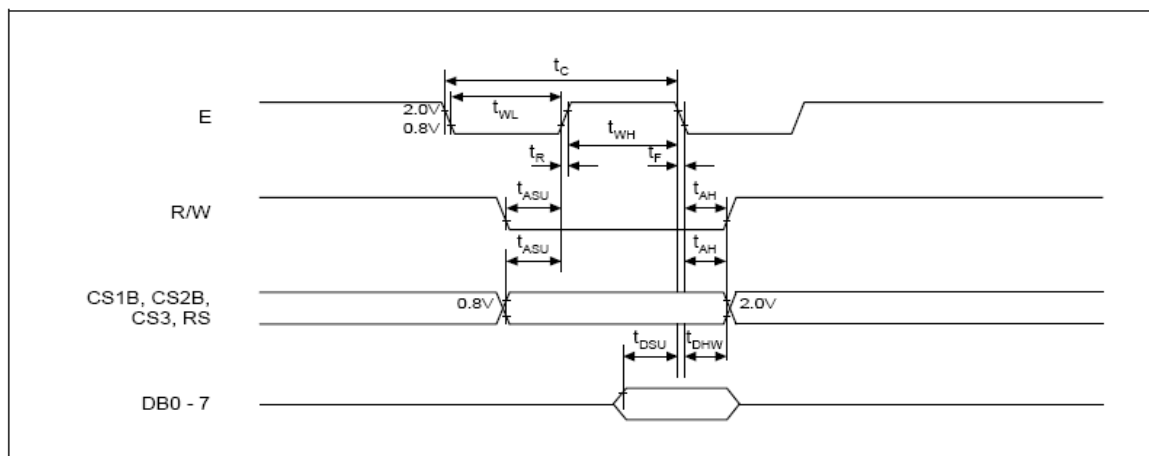 t_C
E
2.0V
0.8V
t_WL
t_WH
t_R
t_F
R/W
t_ASU
t_AH
t_ASU
t_AH
CS1B, CS2B,
CS3, RS
0.8V
2.0V
t_DSU
t_DHW
DB0 - 7